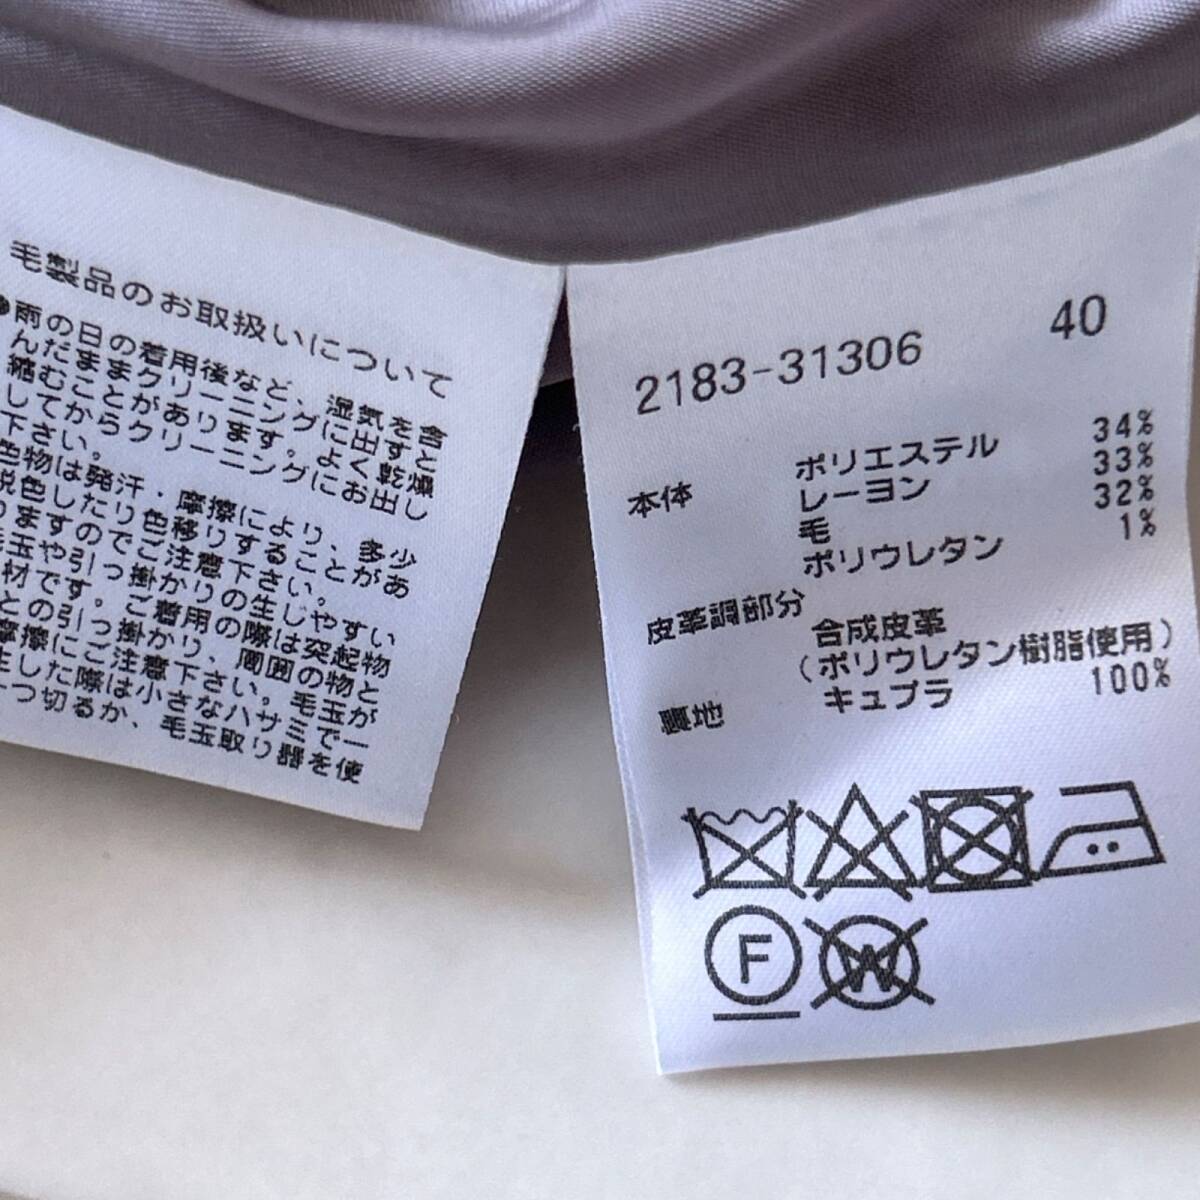 毛製品のお取扱いについて
●雨の日の着用後など、湿気を含
んだままクリーニングに出すと
縮むことがあります。よく乾燥
してからクリーニングにお出し
下さい。
色物は発汗・摩擦により、多少
脱色したり色移りすることがあ
りますのでご注意下さい。
毛玉や引っ掛かりの生じやすい
材です。ご着用の際は突起物
との引っ掛かり、周囲の物と
摩擦にご注意下さい。毛玉が
生した際は小さなハサミで一
つ切るか、毛玉取り器を使
2183-31306 40
本体 ポリエステル 34%
レーヨン 33%
毛 32%
ポリウレタン 1%
皮革調部分 合成皮革
(ポリウレタン樹脂使用)
裏地 キュプラ 100%
F
W